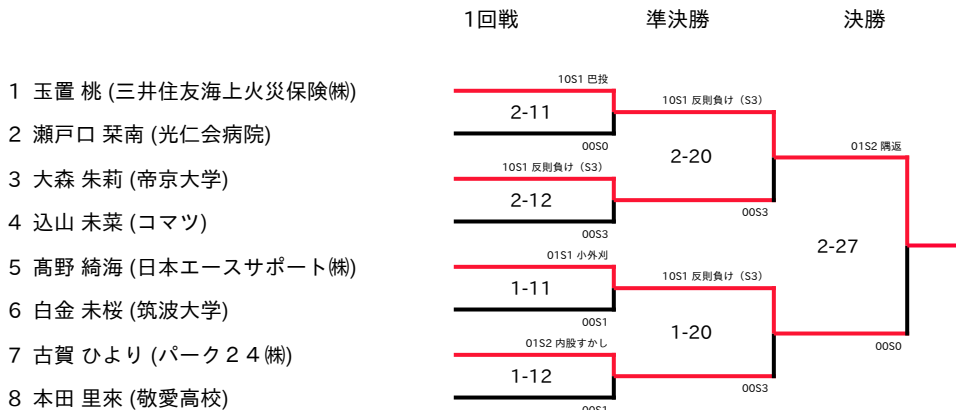 1回戦 準決勝 決勝
10S1 巴投
1 玉置 桃 (三井住友海上火災保険㈱)
10S1 反則負け（S3）
2-11
2 瀬戸口 栞南 (光仁会病院)
00S0
01S2 隅返
2-20
10S1 反則負け（S3）
3 大森 朱莉 (帝京大学)
2-12
00S3
4 込山 未菜 (コマツ)
00S3
2-27
01S1 小外刈
5 髙野 綺海 (日本エースサポート㈱)
10S1 反則負け（S3）
1-11
6 白金 未桜 (筑波大学)
00S1
1-20
01S2 内股すかし
00S0
7 古賀 ひより (パーク２４㈱)
1-12
00S3
8 本田 里來 (敬愛高校)
00S1